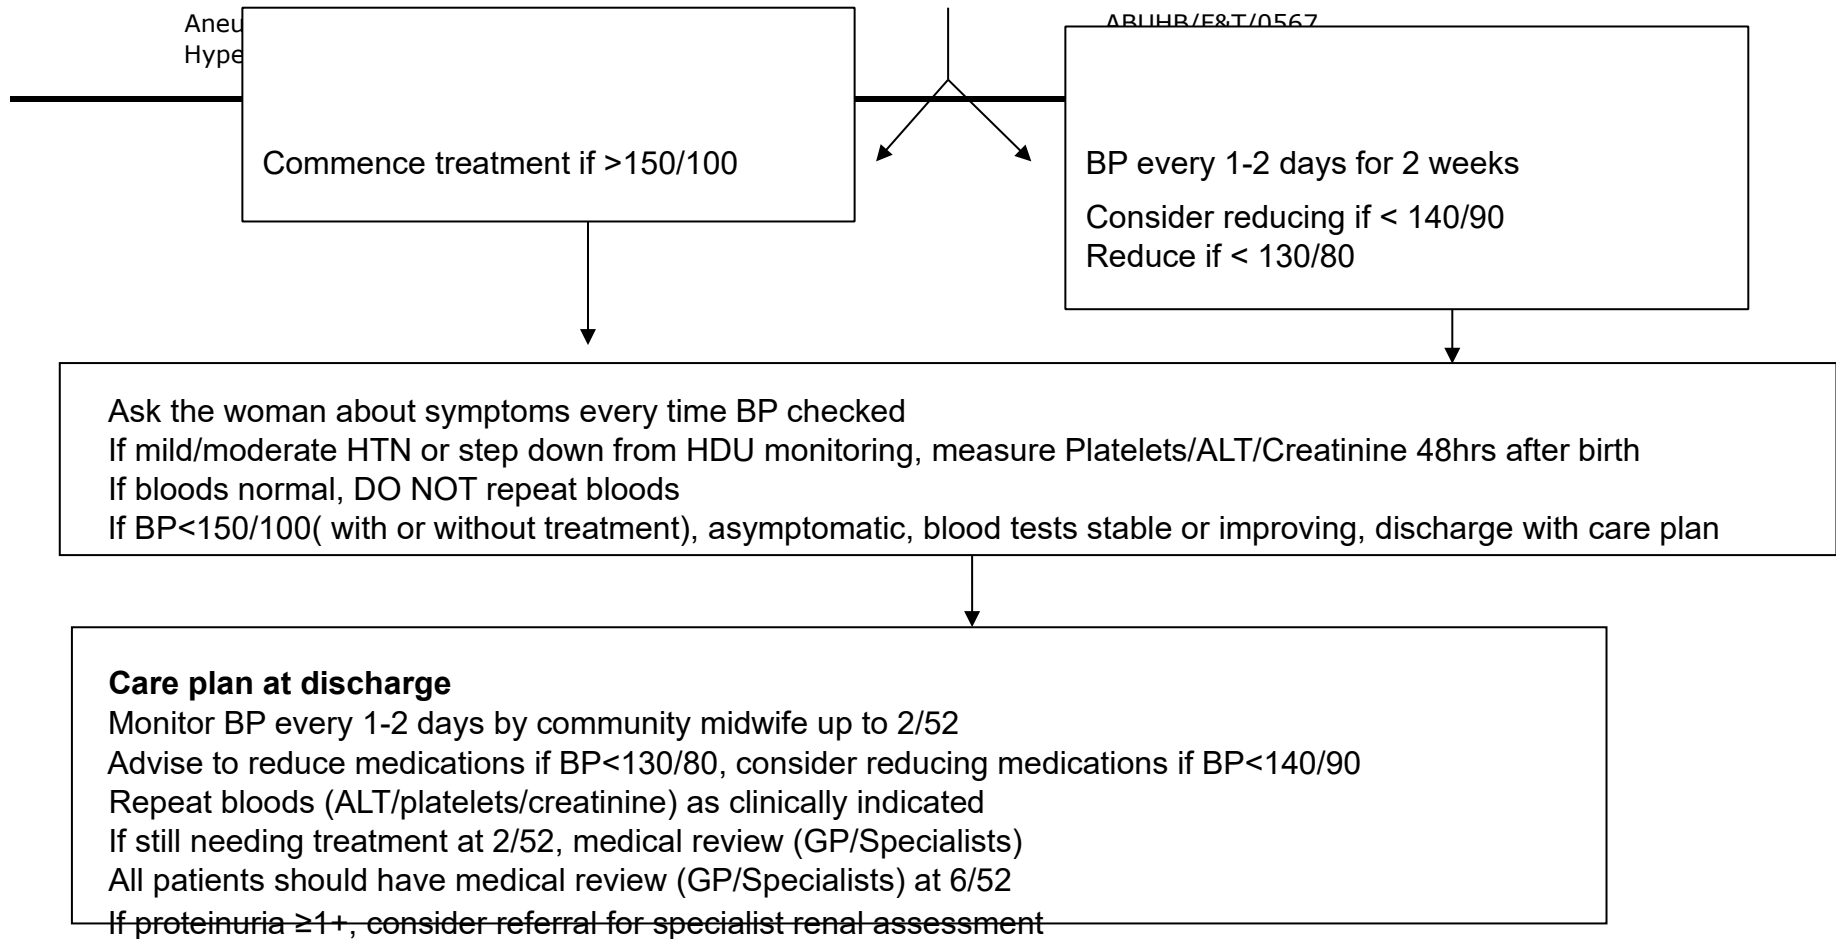 Aneu
Hype
ABUHB/F&T/0567
Commence treatment if >150/100
BP every 1-2 days for 2 weeks
Consider reducing if < 140/90
Reduce if < 130/80
Ask the woman about symptoms every time BP checked
If mild/moderate HTN or step down from HDU monitoring, measure Platelets/ALT/Creatinine 48hrs after birth
If bloods normal, DO NOT repeat bloods
If BP<150/100( with or without treatment), asymptomatic, blood tests stable or improving, discharge with care plan
Care plan at discharge
Monitor BP every 1-2 days by community midwife up to 2/52
Advise to reduce medications if BP<130/80, consider reducing medications if BP<140/90
Repeat bloods (ALT/platelets/creatinine) as clinically indicated
If still needing treatment at 2/52, medical review (GP/Specialists)
All patients should have medical review (GP/Specialists) at 6/52
If proteinuria ≥1+, consider referral for specialist renal assessment